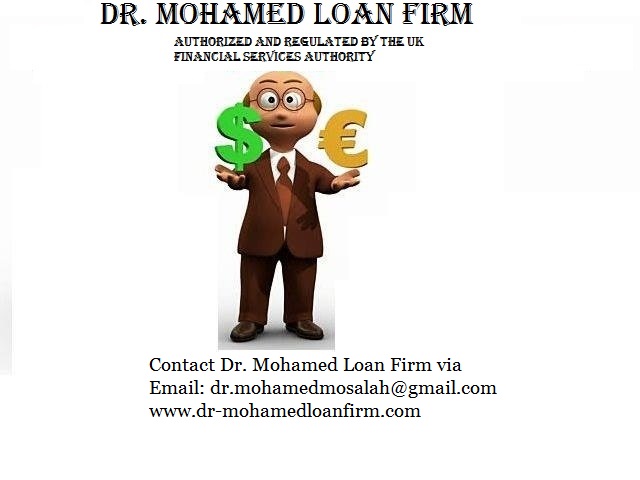 DR. MOHAMED LOAN FIRM
AUTHORIZED AND REGULATED BY THE UK
FINANCIAL SERVICES AUTHORITY
$ €
Contact Dr. Mohamed Loan Firm via
Email: dr.mohamedmosalah@gmail.com
www.dr-mohamedloanfirm.com